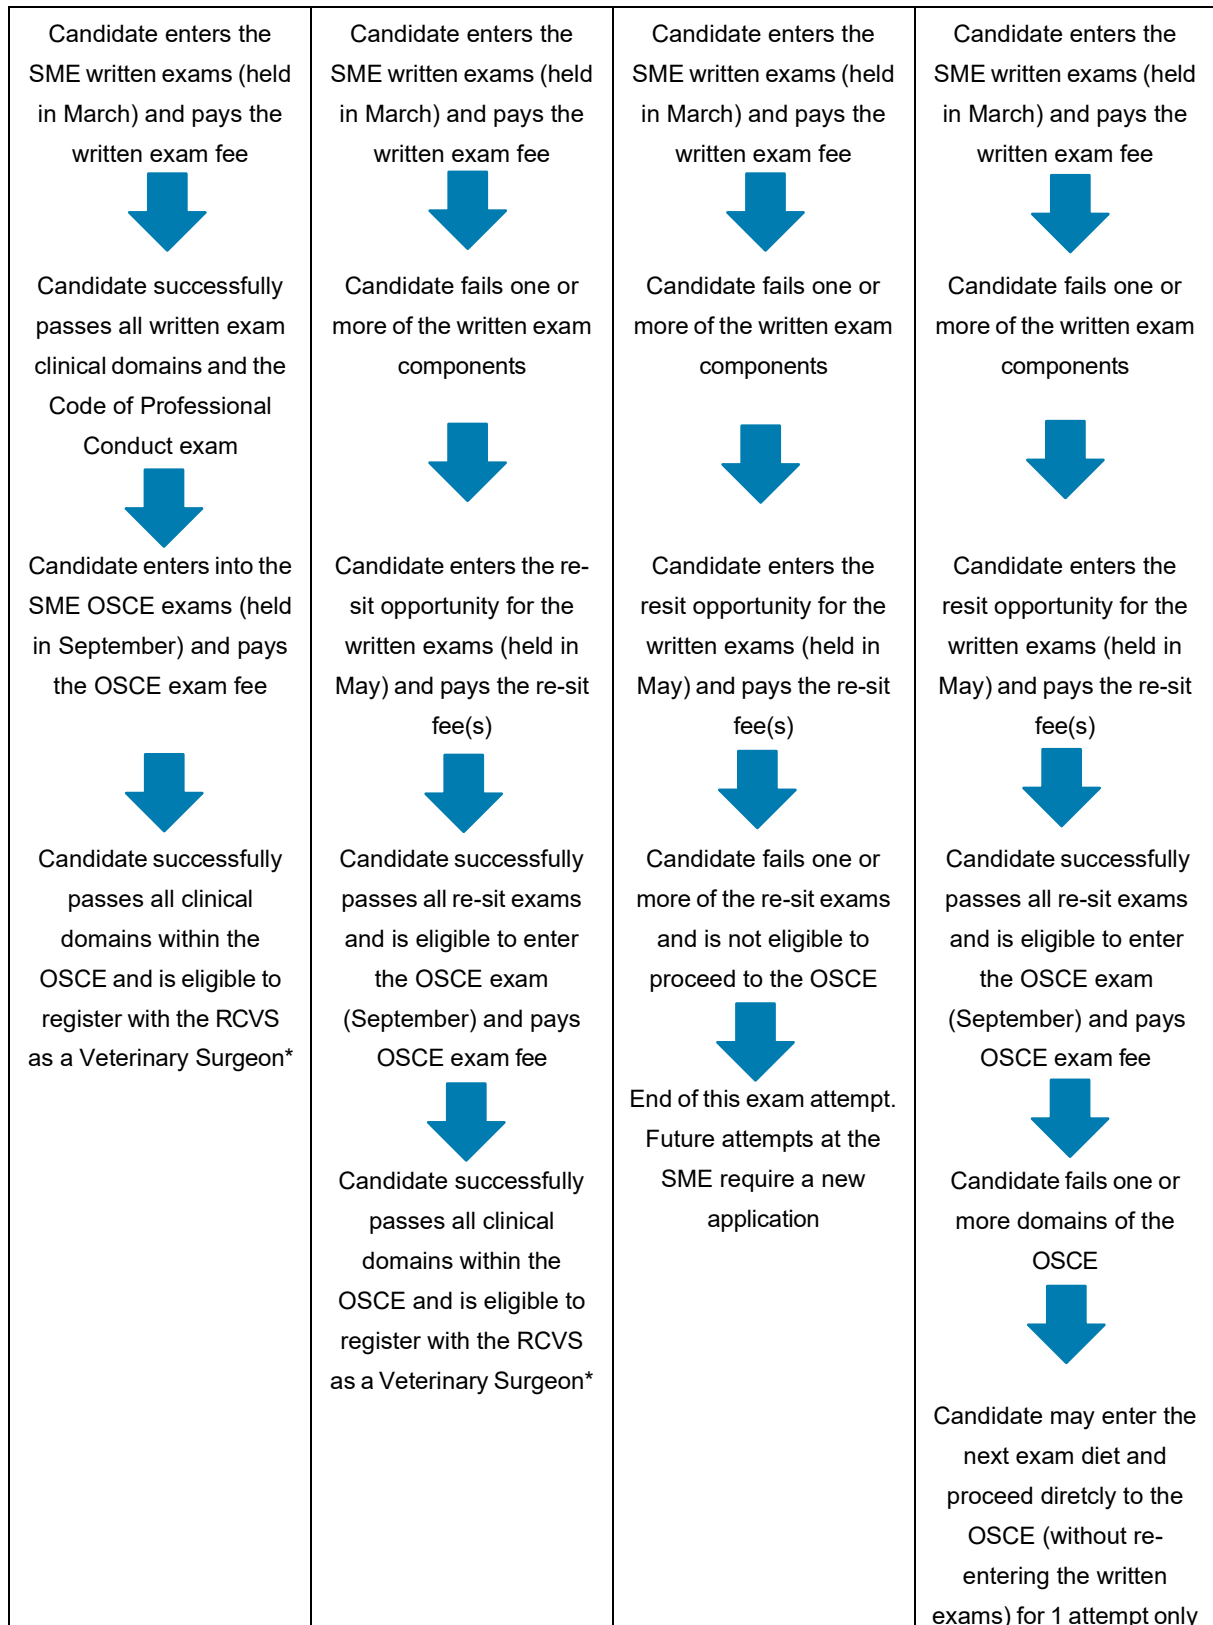 Candidate enters the
SME written exams (held
in March) and pays the
written exam fee
Candidate successfully
passes all written exam
clinical domains and the
Code of Professional
Conduct exam
Candidate enters into the
SME OSCE exams (held
in September) and pays
the OSCE exam fee
Candidate successfully
passes all clinical
domains within the
OSCE and is eligible to
register with the RCVS
as a Veterinary Surgeon*
Candidate enters the
SME written exams (held
in March) and pays the
written exam fee
Candidate fails one or
more of the written exam
components
Candidate enters the re-
sit opportunity for the
written exams (held in
May) and pays the re-sit
fee(s)
Candidate successfully
passes all re-sit exams
and is eligible to enter
the OSCE exam
(September) and pays
OSCE exam fee
Candidate successfully
passes all clinical
domains within the
OSCE and is eligible to
register with the RCVS
as a Veterinary Surgeon*
Candidate enters the
SME written exams (held
in March) and pays the
written exam fee
Candidate fails one or
more of the written exam
components
Candidate enters the
resit opportunity for the
written exams (held in
May) and pays the re-sit
fee(s)
Candidate fails one or
more of the re-sit exams
and is not eligible to
proceed to the OSCE
End of this exam attempt.
Future attempts at the
SME require a new
application
Candidate enters the
SME written exams (held
in March) and pays the
written exam fee
Candidate fails one or
more of the written exam
components
Candidate enters the
resit opportunity for the
written exams (held in
May) and pays the re-sit
fee(s)
Candidate successfully
passes all re-sit exams
and is eligible to enter
the OSCE exam
(September) and pays
OSCE exam fee
Candidate fails one or
more domains of the
OSCE
Candidate may enter the
next exam diet and
proceed diretcly to the
OSCE (without re-
entering the written
exams) for 1 attempt only